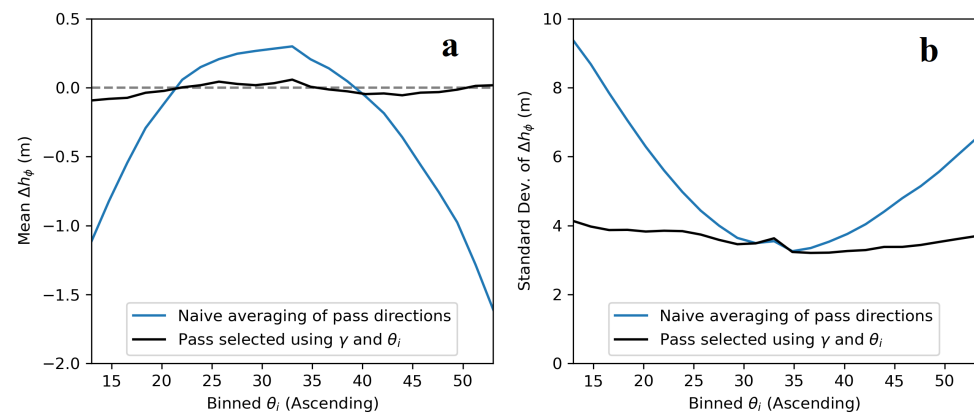 a
0.5
0.0
−0.5
−1.0
−1.5
−2.0
Mean Δh_ϕ (m)
Naive averaging of pass directions
Pass selected using γ and θ_i
15 20 25 30 35 40 45 50
Binned θ_i (Ascending)
b
10
8
6
4
2
0
Standard Dev. of Δh_ϕ (m)
Naive averaging of pass directions
Pass selected using γ and θ_i
15 20 25 30 35 40 45 50
Binned θ_i (Ascending)